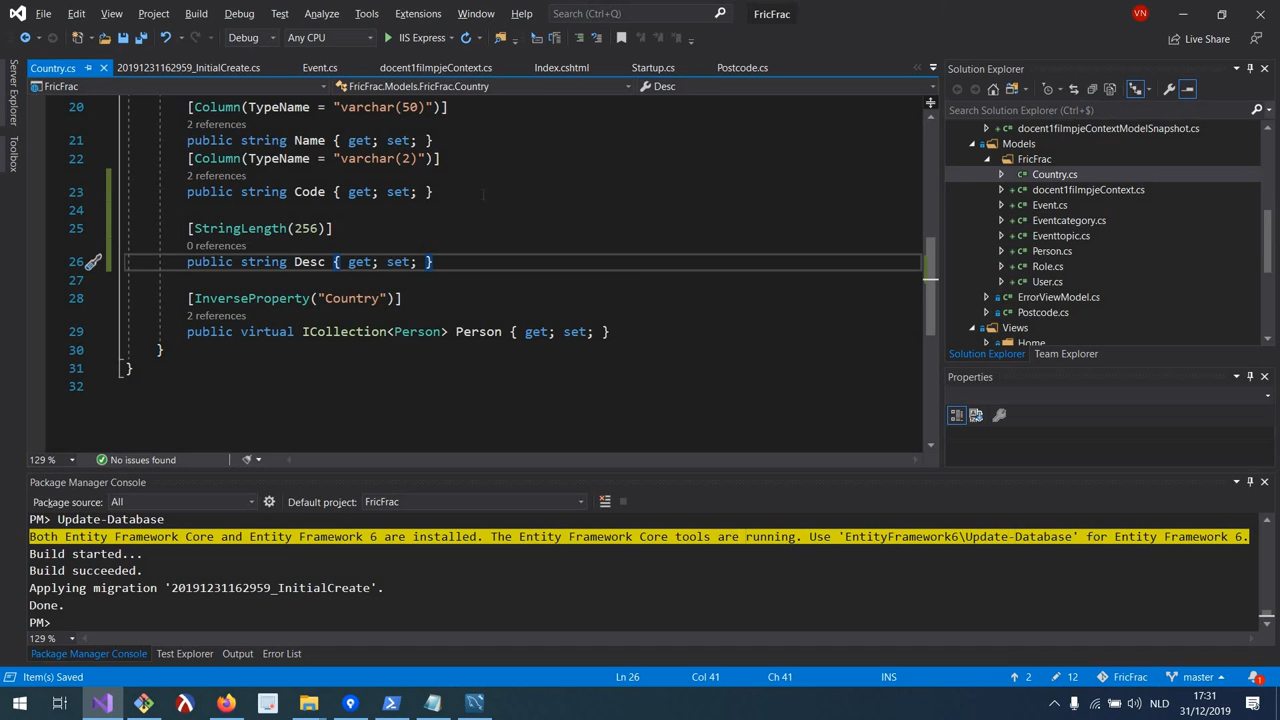 File Edit View Project Build Debug Test Analyze Tools Extensions Window Help Search (Ctrl+Q) FricFrac VN
Debug Any CPU IIS Express Live Share
Country.cs 20191231162959_InitialCreate.cs Event.cs docent1filmpjeContext.cs Index.cshtml Startup.cs Postcode.cs
FricFrac FricFrac.Models.FricFrac.Country Desc
Server Explorer
Toolbox
20 [Column(TypeName = "varchar(50)")]
2 references
21 public string Name { get; set; }
22 [Column(TypeName = "varchar(2)")]
2 references
23 public string Code { get; set; }
24
25 [StringLength(256)]
0 references
26 public string Desc { get; set; }
27
28 [InverseProperty("Country")]
2 references
29 public virtual ICollection<Person> Person { get; set; }
30 }
31 }
32
129 % No issues found
Solution Explorer
Search Solution Explorer (Ctrl+$)
docent1filmpjeContextModelSnapshot.cs
Models
FricFrac
Country.cs
docent1filmpjeContext.cs
Event.cs
Eventcategory.cs
Eventtopic.cs
Person.cs
Role.cs
User.cs
ErrorViewModel.cs
Postcode.cs
Views
Home
Solution Explorer Team Explorer
Properties
Package Manager Console
Package source: All Default project: FricFrac
PM> Update-Database
Both Entity Framework Core and Entity Framework 6 are installed. The Entity Framework Core tools are running. Use 'EntityFramework6\Update-Database' for Entity Framework 6.
Build started...
Build succeeded.
Applying migration '20191231162959_InitialCreate'.
Done.
PM>
129 %
Package Manager Console Test Explorer Output Error List
Item(s) Saved Ln 26 Col 41 Ch 41 INS 2 12 FricFrac master 1
NLD 17:31
31/12/2019